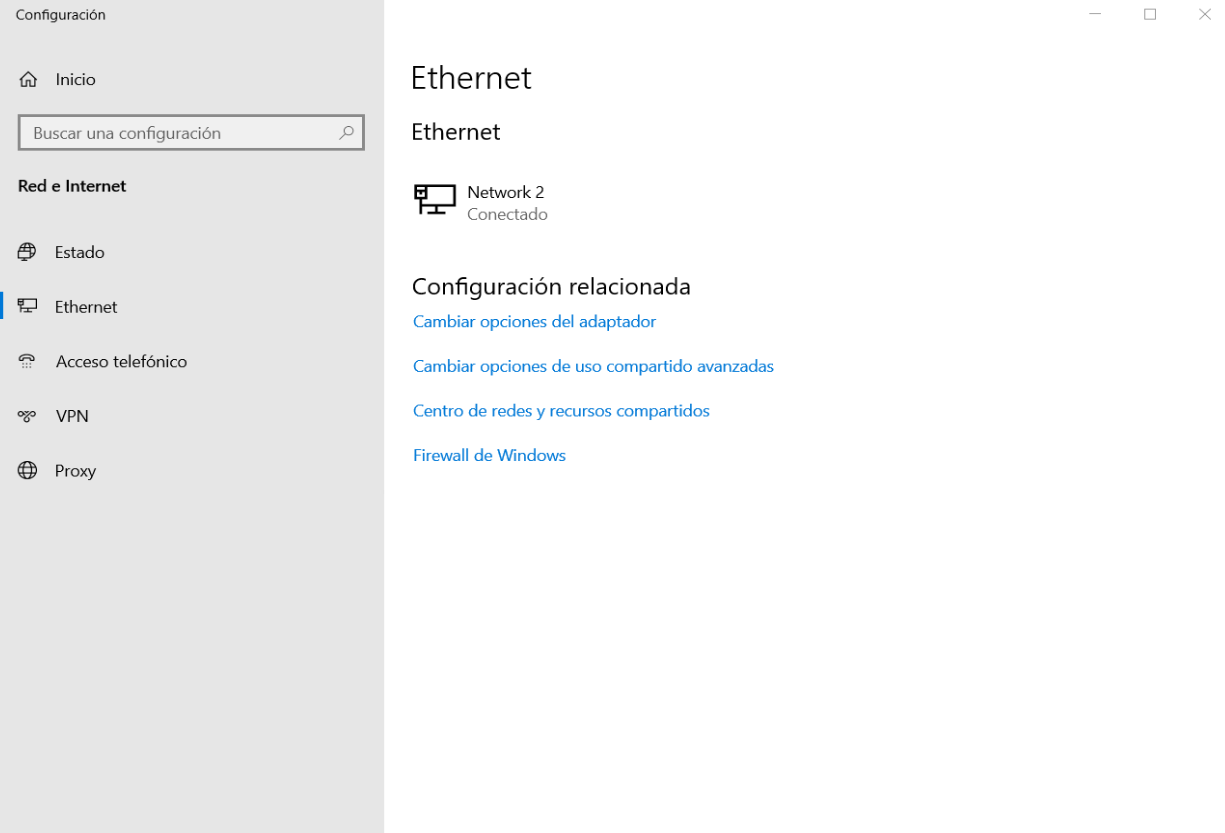 Configuración
Inicio
Buscar una configuración
Red e Internet
Estado
Ethernet
Acceso telefónico
VPN
Proxy
Ethernet
Ethernet
Network 2
Conectado
Configuración relacionada
Cambiar opciones del adaptador
Cambiar opciones de uso compartido avanzadas
Centro de redes y recursos compartidos
Firewall de Windows